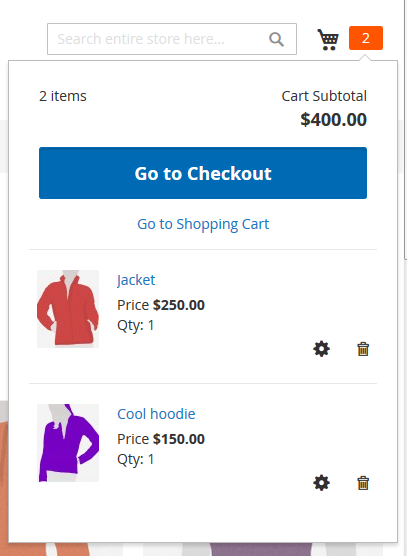 Search entire store here...
2
2 items
Cart Subtotal
$400.00
Go to Checkout
Go to Shopping Cart
Jacket
Price $250.00
Qty: 1
Cool hoodie
Price $150.00
Qty: 1